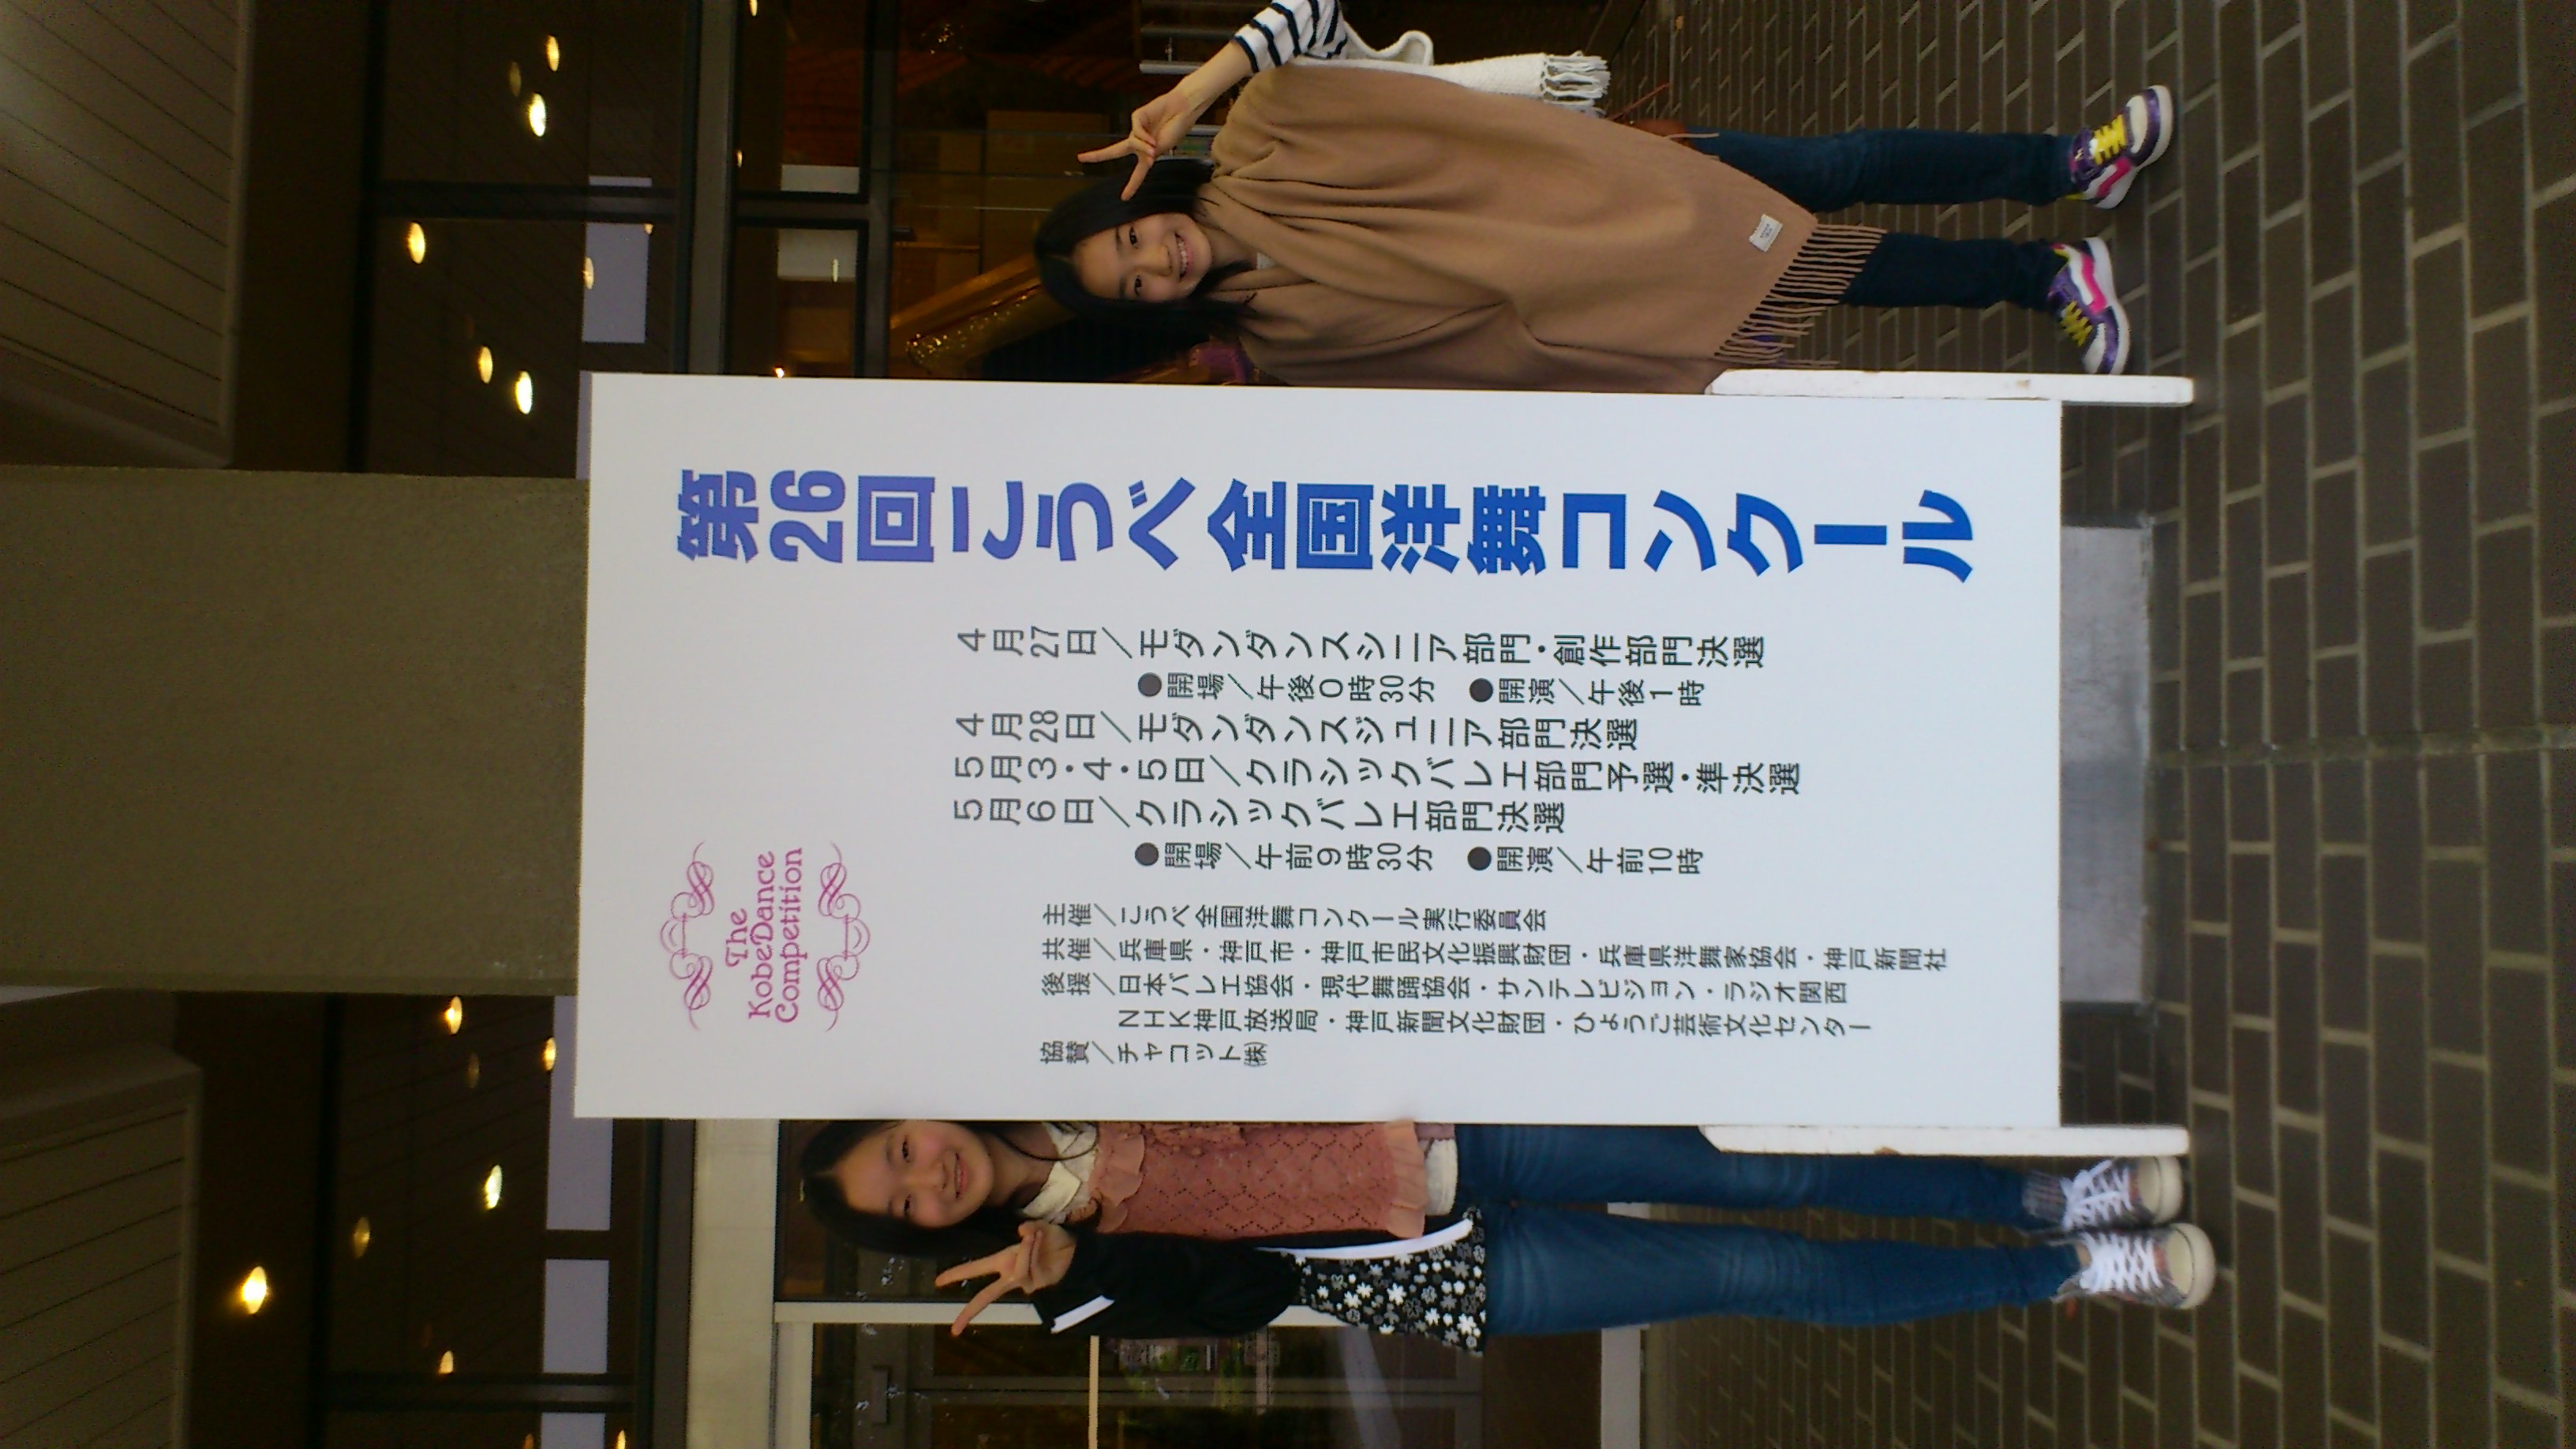 第26回こうべ全国洋舞コンクール
4月27日／モダンダンスシニア部門・創作部門決選
●開場／午後0時30分 ●開演／午後1時
4月28日／モダンダンスジュニア部門決選
5月3・4・5日／クラシックバレエ部門予選・準決選
5月6日／クラシックバレエ部門決選
●開場／午前9時30分 ●開演／午前10時
The
KobeDance
Competition
主催／こうべ全国洋舞コンクール実行委員会
共催／兵庫県・神戸市・神戸市民文化振興財団・兵庫県洋舞家協会・神戸新聞社
後援／日本バレエ協会・現代舞踊協会・サンテレビジョン・ラジオ関西
NHK神戸放送局・神戸新聞文化財団・ひょうご芸術文化センター
協賛／チャコット㈱